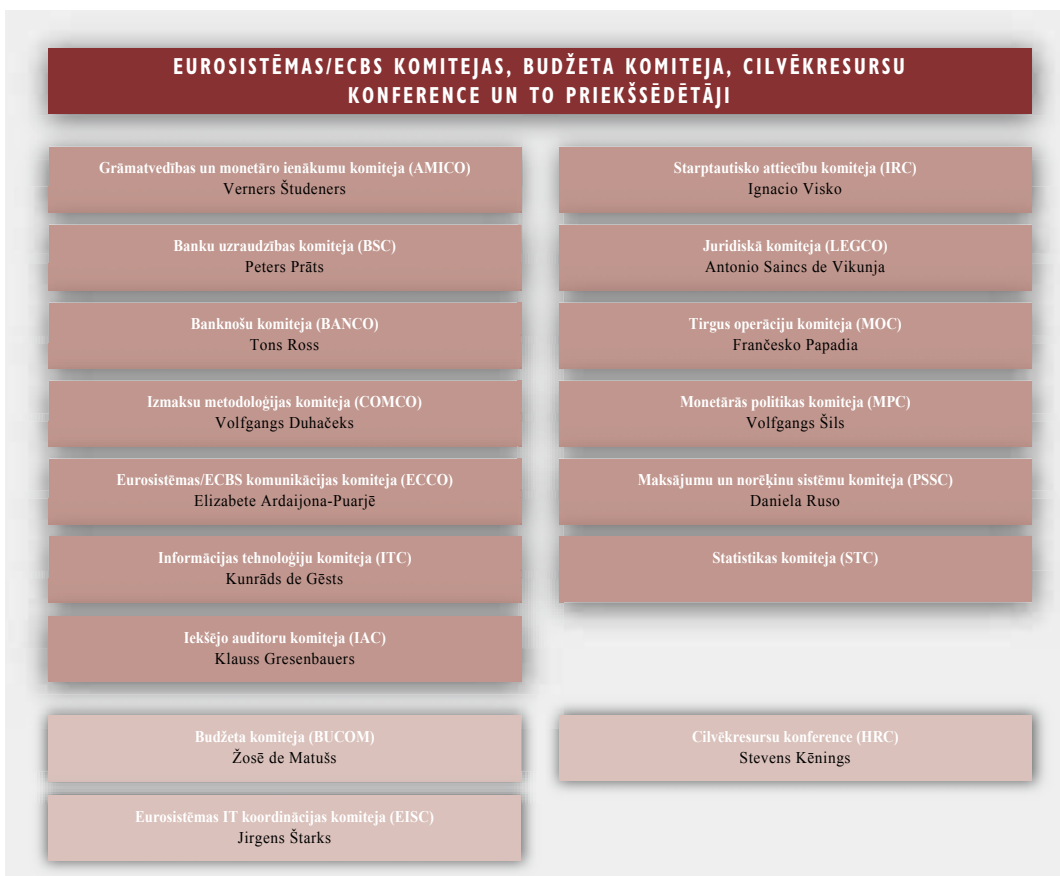 EUROSISTĒMAS/ECBS KOMITEJAS, BUDŽETA KOMITEJA, CILVĒKRESURSU
KONFERENCE UN TO PRIEKŠSĒDĒTĀJI
Grāmatvedības un monetāro ienākumu komiteja (AMICO)
Verners Študeners
Banku uzraudzības komiteja (BSC)
Peters Prāts
Banknošu komiteja (BANCO)
Tons Ross
Izmaksu metodoloģijas komiteja (COMCO)
Volfgangs Duhačeks
Eurosistēmas/ECBS komunikācijas komiteja (ECCO)
Elizabete Ardaijona-Puarjē
Informācijas tehnoloģiju komiteja (ITC)
Kunrāds de Gēsts
Iekšējo auditoru komiteja (IAC)
Klauss Gresenbauers
Starptautisko attiecību komiteja (IRC)
Ignacio Visko
Juridiskā komiteja (LEGCO)
Antonio Saincs de Vikunja
Tirgus operāciju komiteja (MOC)
Frančesko Papadia
Monetārās politikas komiteja (MPC)
Volfgangs Šils
Maksājumu un norēķinu sistēmu komiteja (PSSC)
Daniela Ruso
Statistikas komiteja (STC)
Budžeta komiteja (BUCOM)
Žosē de Matušs
Eurosistēmas IT koordinācijas komiteja (EISC)
Jirgens Štarks
Cilvēkresursu konference (HRC)
Stevens Kēnings